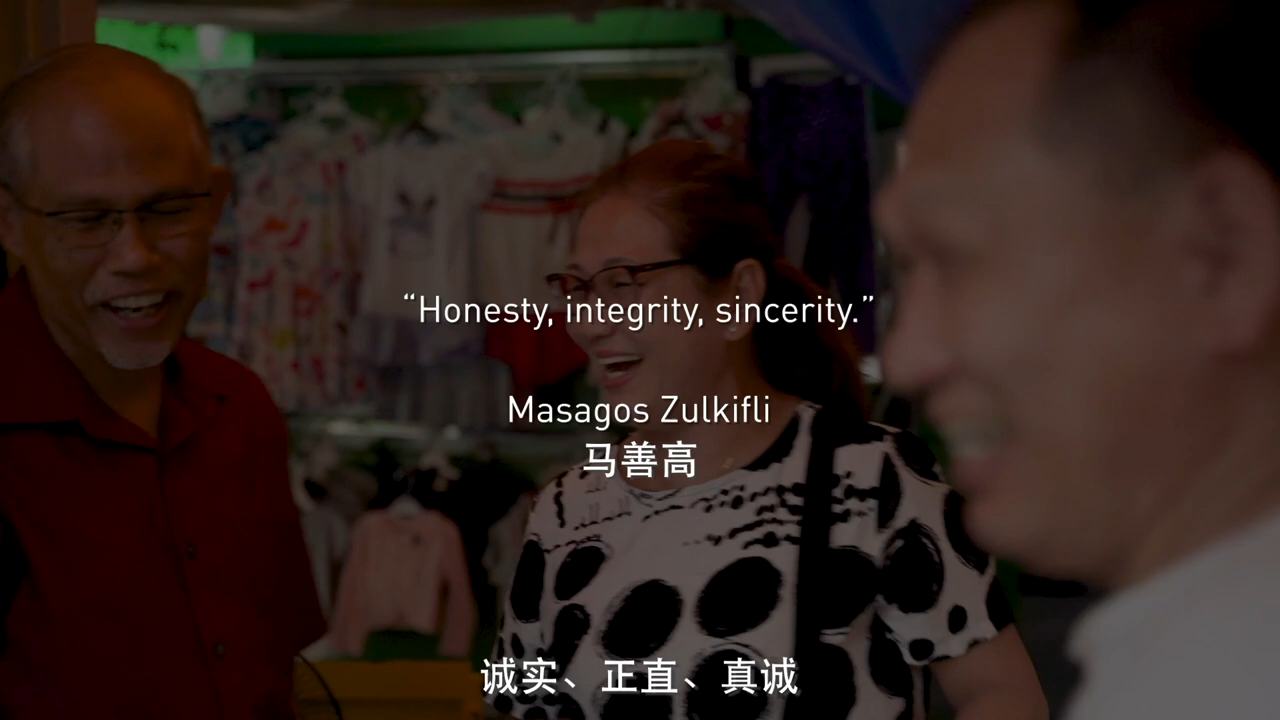 “Honesty, integrity, sincerity.”
Masagos Zulkifli
马善高
诚实、正直、真诚